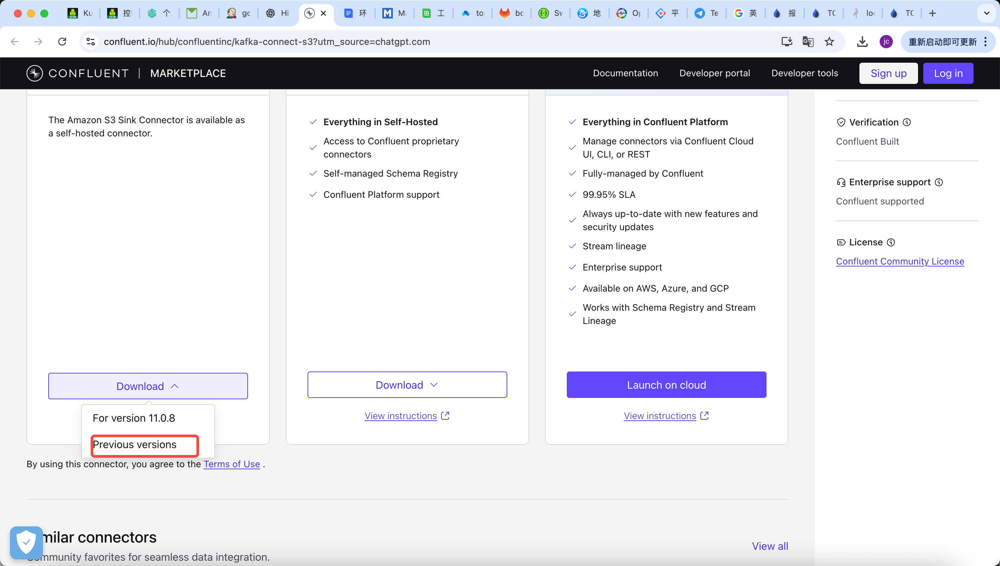 Ku
控
个
An
gc
Hi
环
Ma
工
to
bo
Sw
地
Op
平
Te
英
报
TC
loc
TC
confluent.io/hub/confluentinc/kafka-connect-s3?utm_source=chatgpt.com
jc
重新启动即可更新
CONFLUENT | MARKETPLACE
Documentation
Developer portal
Developer tools
Sign up
Log in
The Amazon S3 Sink Connector is available as
a self-hosted connector.
Download
For version 11.0.8
Previous versions
Everything in Self-Hosted
Access to Confluent proprietary
connectors
Self-managed Schema Registry
Confluent Platform support
Download
View instructions
Everything in Confluent Platform
Manage connectors via Confluent Cloud
UI, CLI, or REST
Fully-managed by Confluent
99.95% SLA
Always up-to-date with new features and
security updates
Stream lineage
Enterprise support
Available on AWS, Azure, and GCP
Works with Schema Registry and Stream
Lineage
Launch on cloud
View instructions
Verification
Confluent Built
Enterprise support
Confluent supported
License
Confluent Community License
By using this connector, you agree to the Terms of Use .
milar connectors
mmunity favorites for seamless data integration.
View all